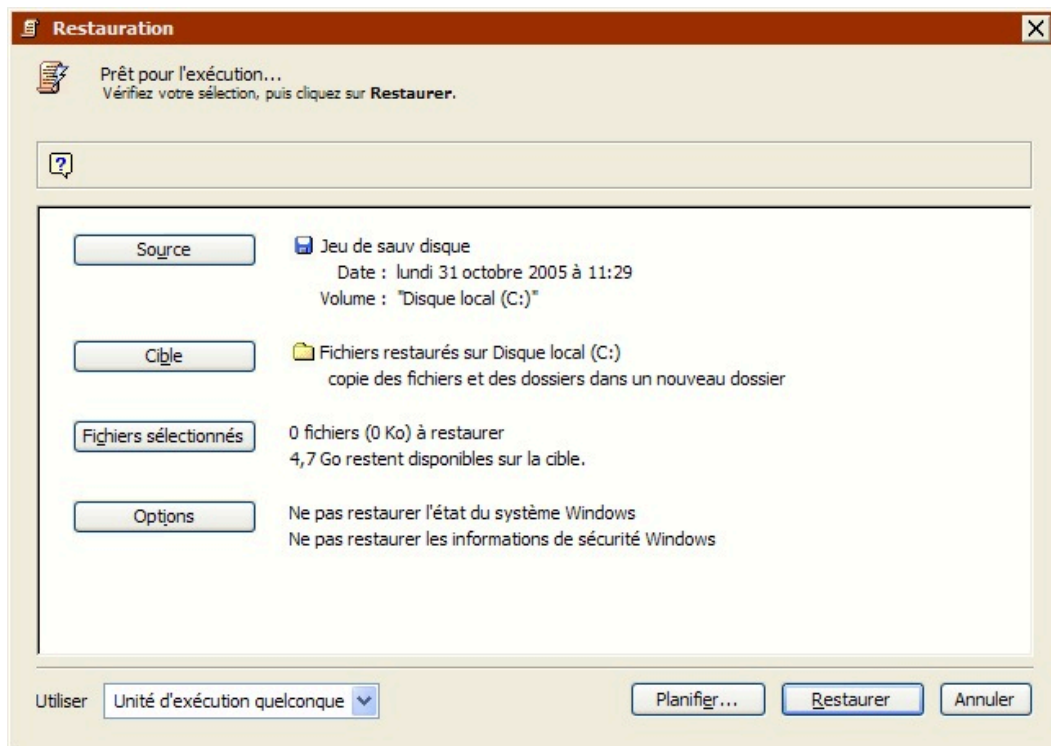 Restauration
Prêt pour l'exécution...
Vérifiez votre sélection, puis cliquez sur Restaurer.
Source
Jeu de sauv disque
Date : lundi 31 octobre 2005 à 11:29
Volume : "Disque local (C:)"
Cible
Fichiers restaurés sur Disque local (C:)
copie des fichiers et des dossiers dans un nouveau dossier
Fichiers sélectionnés
0 fichiers (0 Ko) à restaurer
4,7 Go restent disponibles sur la cible.
Options
Ne pas restaurer l'état du système Windows
Ne pas restaurer les informations de sécurité Windows
Utiliser
Unité d'exécution quelconque
Planifier...
Restaurer
Annuler